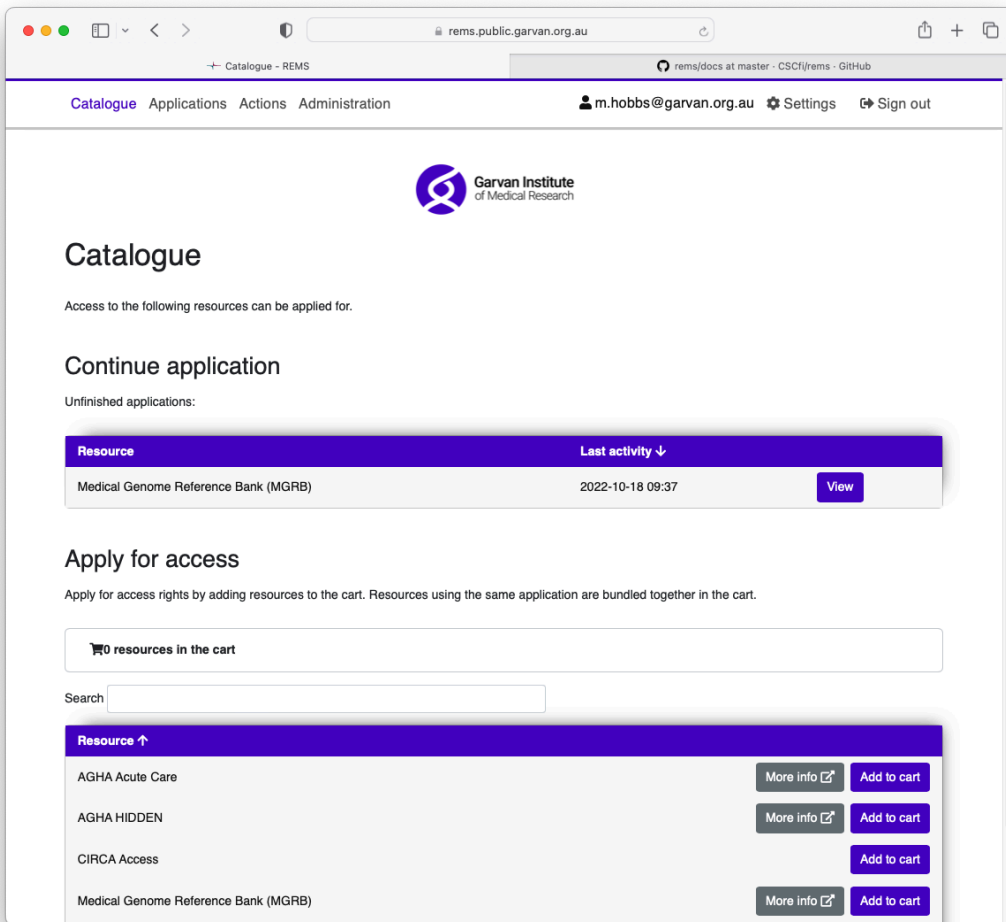 rems.public.garvan.org.au
Catalogue - REMS
rems/docs at master · CSCfi/rems · GitHub
Catalogue Applications Actions Administration m.hobbs@garvan.org.au Settings Sign out
Garvan Institute
of Medical Research
Catalogue
Access to the following resources can be applied for.
Continue application
Unfinished applications:
Resource Last activity ↓
Medical Genome Reference Bank (MGRB) 2022-10-18 09:37 View
Apply for access
Apply for access rights by adding resources to the cart. Resources using the same application are bundled together in the cart.
0 resources in the cart
Search
Resource ↑
AGHA Acute Care More info Add to cart
AGHA HIDDEN More info Add to cart
CIRCA Access Add to cart
Medical Genome Reference Bank (MGRB) More info Add to cart